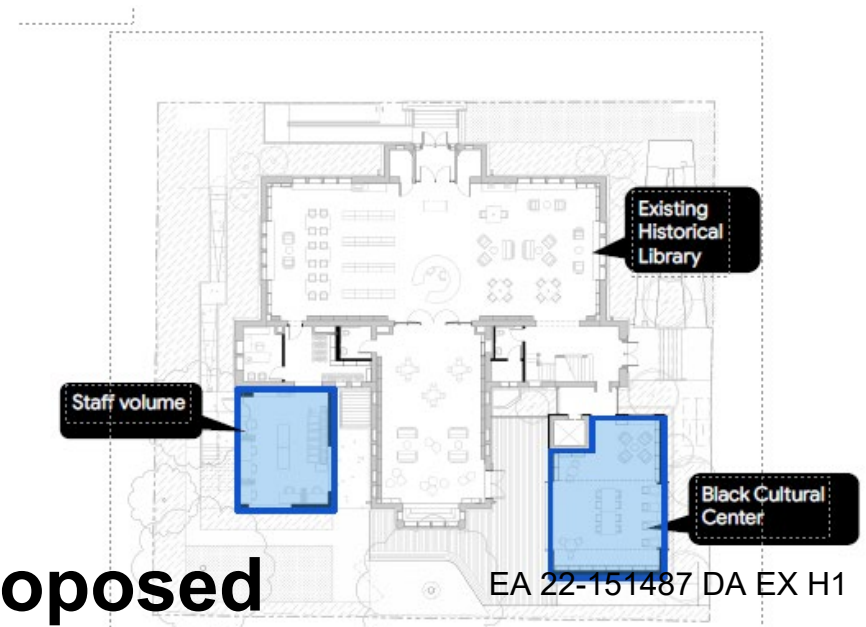 Existing
Historical
Library
Staff volume
Black Cultural
Center
oposed
EA 22-151487 DA EX H1